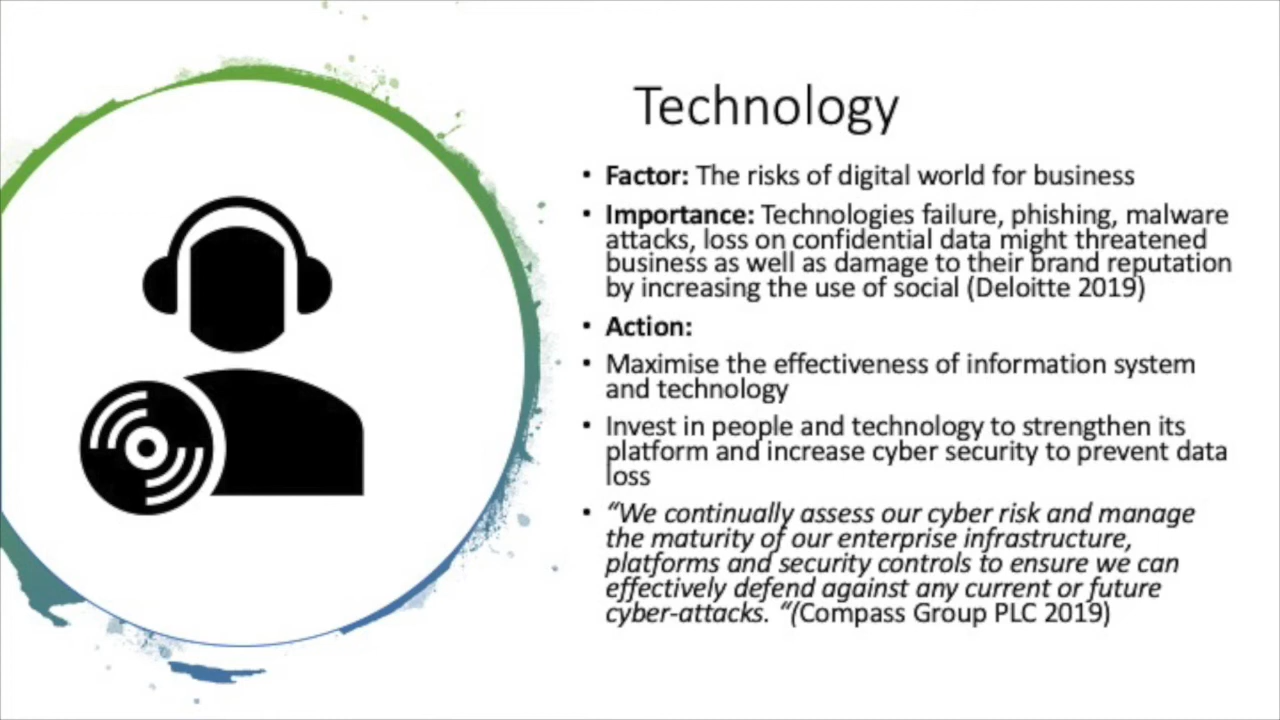 Technology
• Factor: The risks of digital world for business
• Importance: Technologies failure, phishing, malware
attacks, loss on confidential data might threatened
business as well as damage to their brand reputation
by increasing the use of social (Deloitte 2019)
• Action:
• Maximise the effectiveness of information system
and technology
• Invest in people and technology to strengthen its
platform and increase cyber security to prevent data
loss
• “We continually assess our cyber risk and manage
the maturity of our enterprise infrastructure,
platforms and security controls to ensure we can
effectively defend against any current or future
cyber-attacks. “(Compass Group PLC 2019)